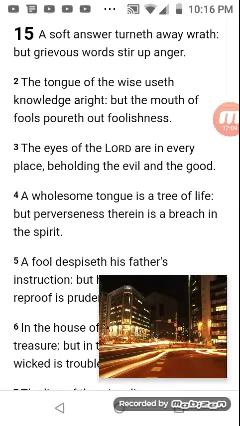 10:16 PM
15 A soft answer turneth away wrath:
but grievous words stir up anger.
2 The tongue of the wise useth
knowledge aright: but the mouth of
fools poureth out foolishness.
3 The eyes of the LORD are in every
place, beholding the evil and the good.
4 A wholesome tongue is a tree of life:
but perverseness therein is a breach in
the spirit.
5 A fool despiseth his father's
instruction: but
reproof is
6 In the house of
treasure: but in
wicked is
Recorded by mobizen